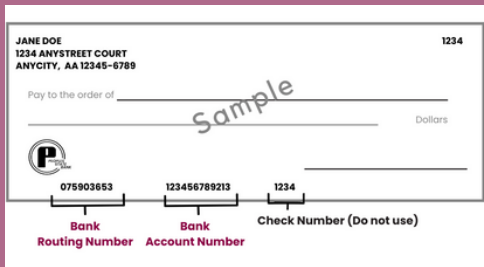 JANE DOE 1234
1234 ANYSTREET COURT
ANYCITY, AA 12345-6789
Pay to the order of
Sample
Dollars
P
075903653 123456789213 1234
Bank Bank Check Number (Do not use)
Routing Number Account Number